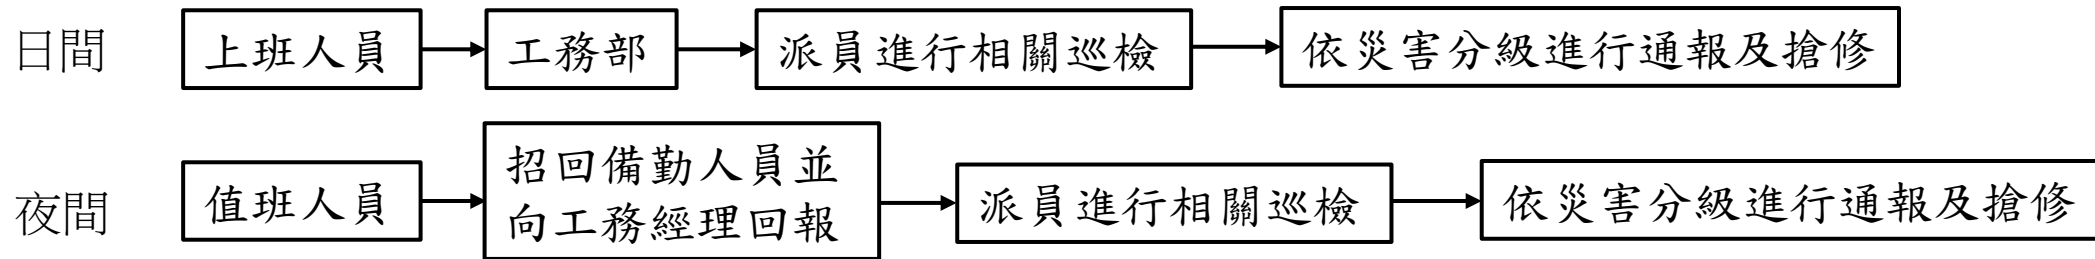 日間
上班人員
工務部
派員進行相關巡檢
依災害分級進行通報及搶修
夜間
值班人員
招回備勤人員並
向工務經理回報
派員進行相關巡檢
依災害分級進行通報及搶修